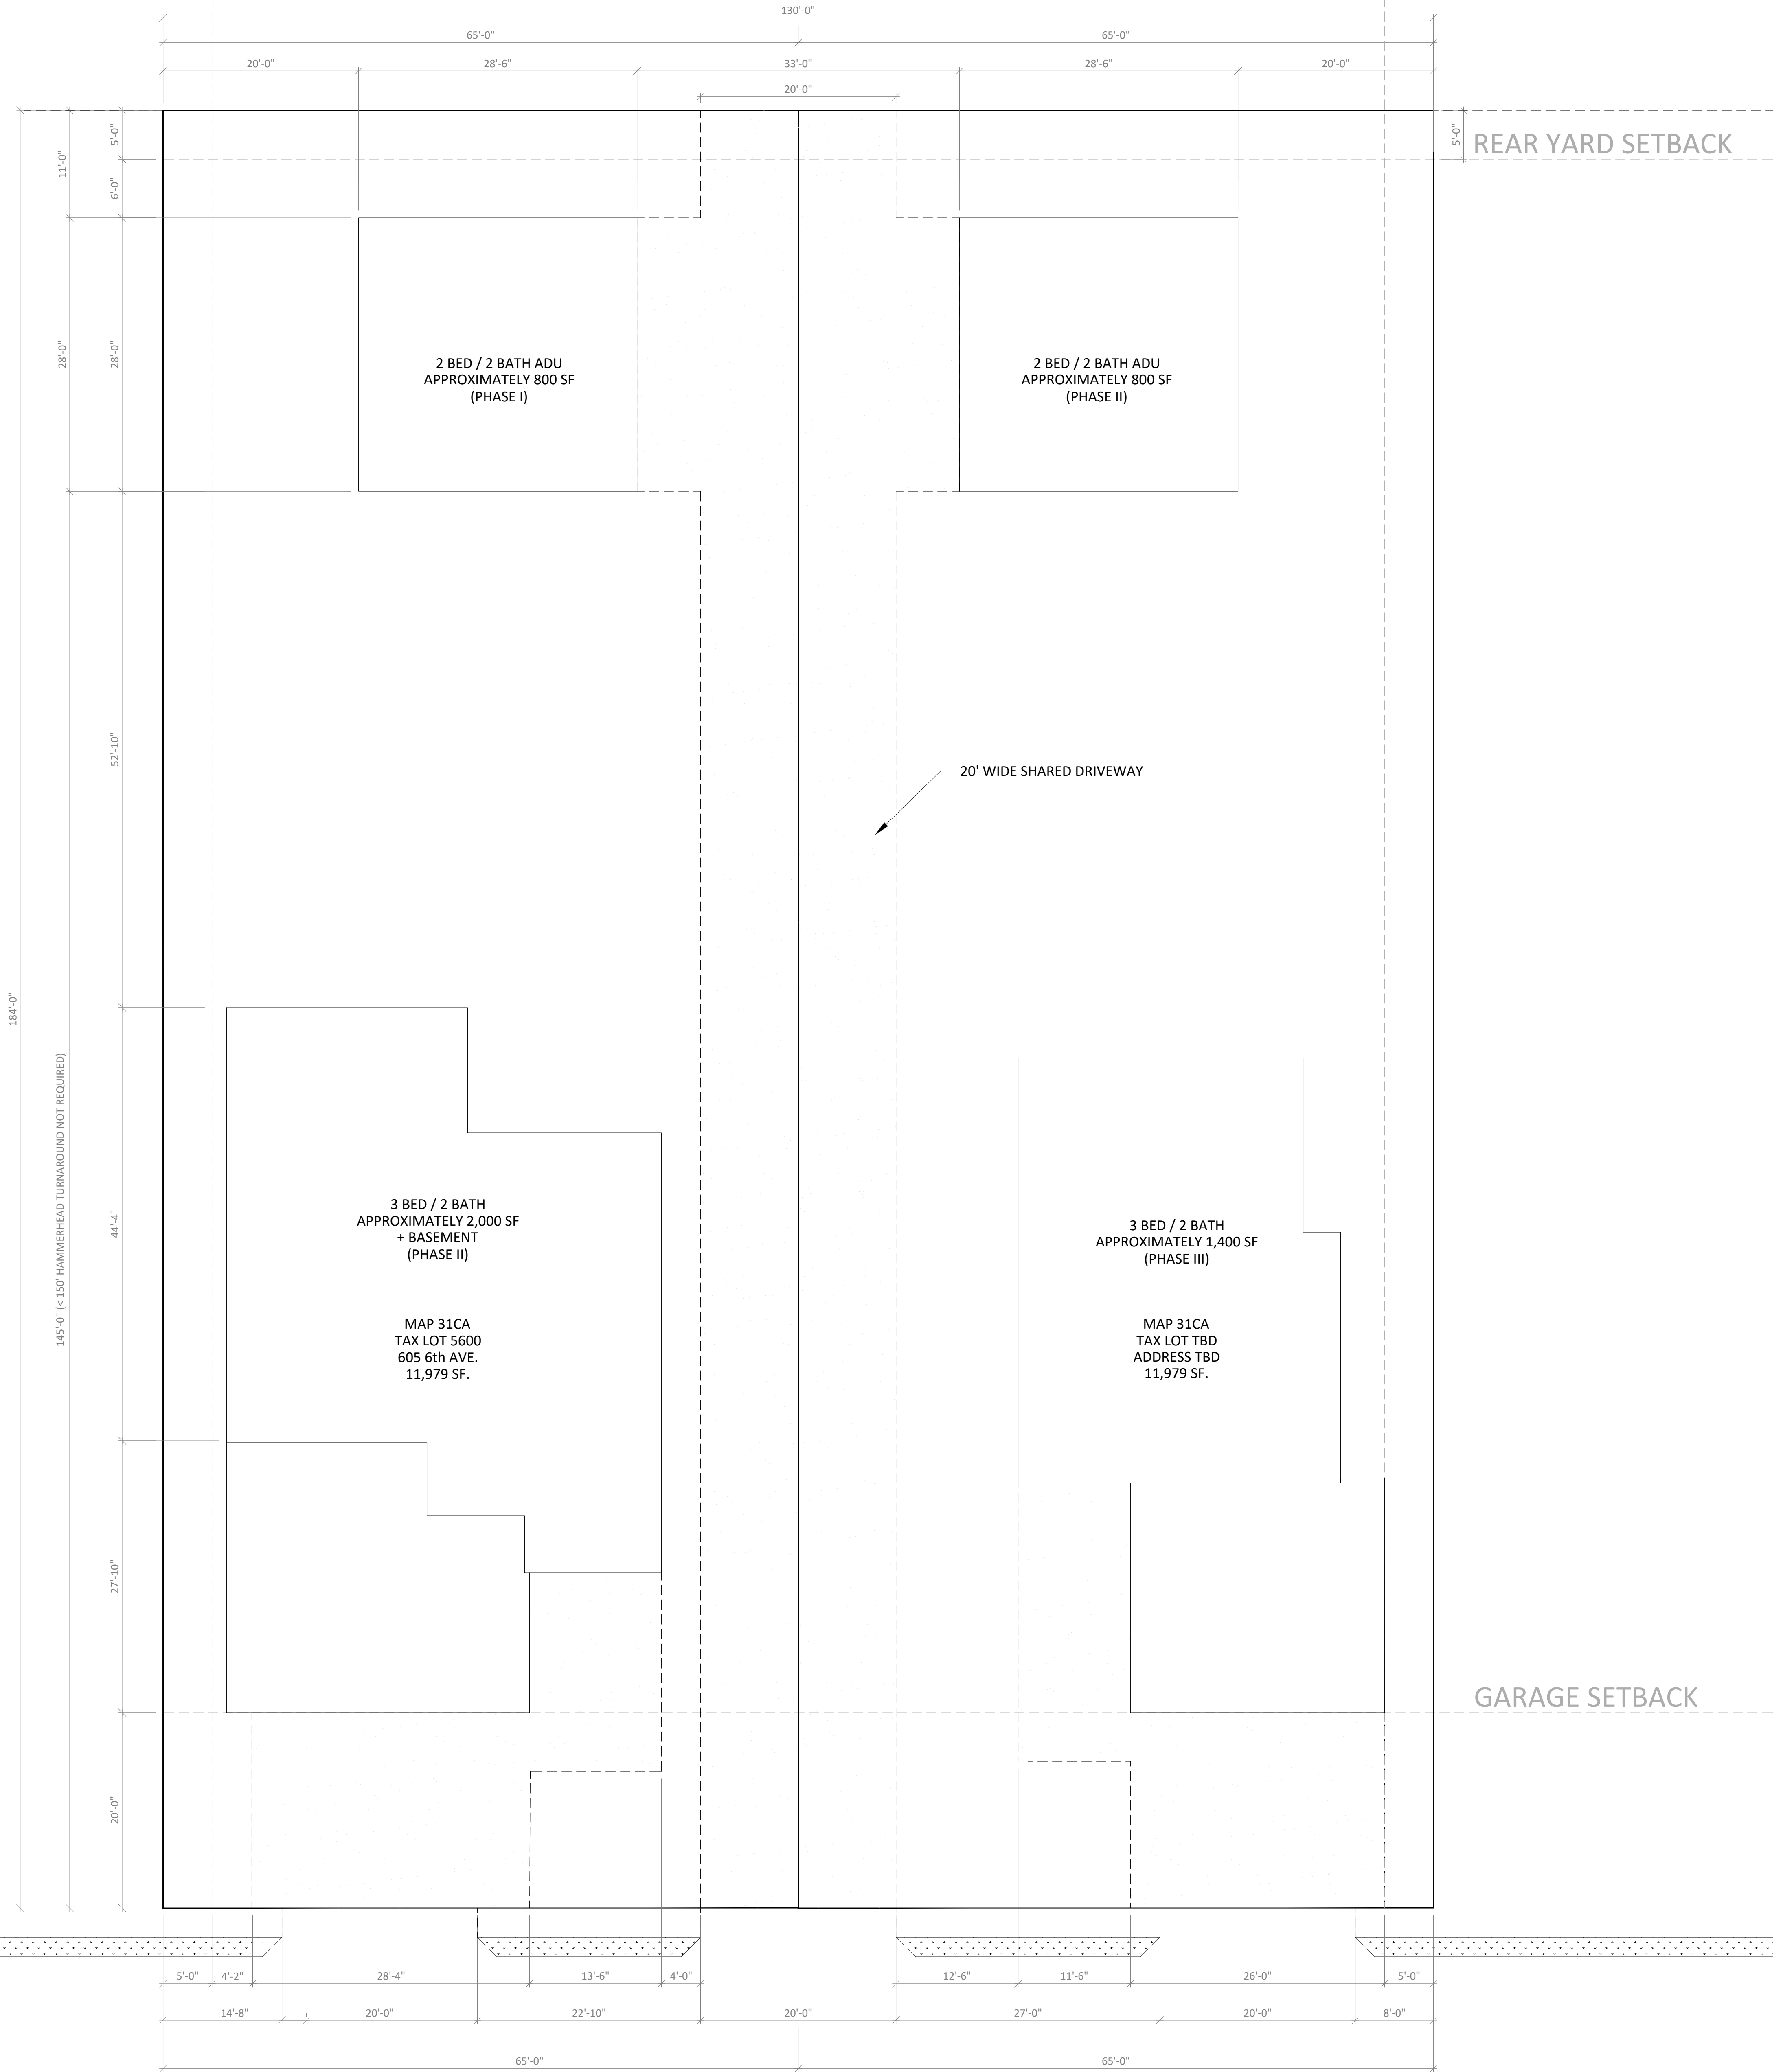 130'-0"
65'-0"
65'-0"
20'-0"
28'-6"
33'-0"
28'-6"
20'-0"
20'-0"
5'-0"
11'-0"
6'-0"
5'-0"
REAR YARD SETBACK
28'-0"
28'-0"
2 BED / 2 BATH ADU
APPROXIMATELY 800 SF
(PHASE I)
2 BED / 2 BATH ADU
APPROXIMATELY 800 SF
(PHASE II)
52'-10"
20' WIDE SHARED DRIVEWAY
184'-0"
145'-0" (< 150' HAMMERHEAD TURNAROUND NOT REQUIRED)
44'-4"
3 BED / 2 BATH
APPROXIMATELY 2,000 SF
+ BASEMENT
(PHASE II)
MAP 31CA
TAX LOT 5600
605 6th AVE.
11,979 SF.
3 BED / 2 BATH
APPROXIMATELY 1,400 SF
(PHASE III)
MAP 31CA
TAX LOT TBD
ADDRESS TBD
11,979 SF.
27'-10"
GARAGE SETBACK
20'-0"
5'-0"
4'-2"
28'-4"
13'-6"
4'-0"
12'-6"
11'-6"
26'-0"
5'-0"
14'-8"
20'-0"
22'-10"
20'-0"
27'-0"
20'-0"
8'-0"
65'-0"
65'-0"